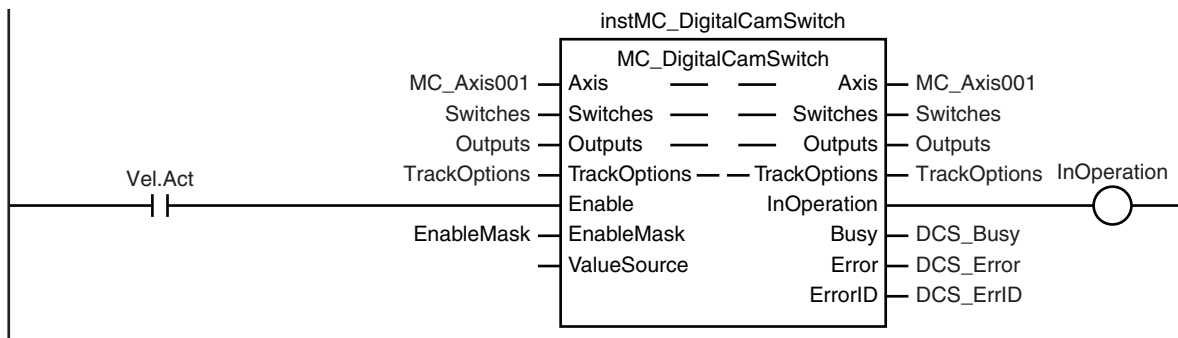 instMC_DigitalCamSwitch
MC_DigitalCamSwitch
MC_Axis001 Axis Axis MC_Axis001
Switches Switches Switches Switches
Outputs Outputs Outputs Outputs
TrackOptions TrackOptions TrackOptions TrackOptions InOperation
Vel.Act Enable InOperation
EnableMask EnableMask Busy DCS_Busy
ValueSource Error DCS_Error
ErrorID DCS_ErrID